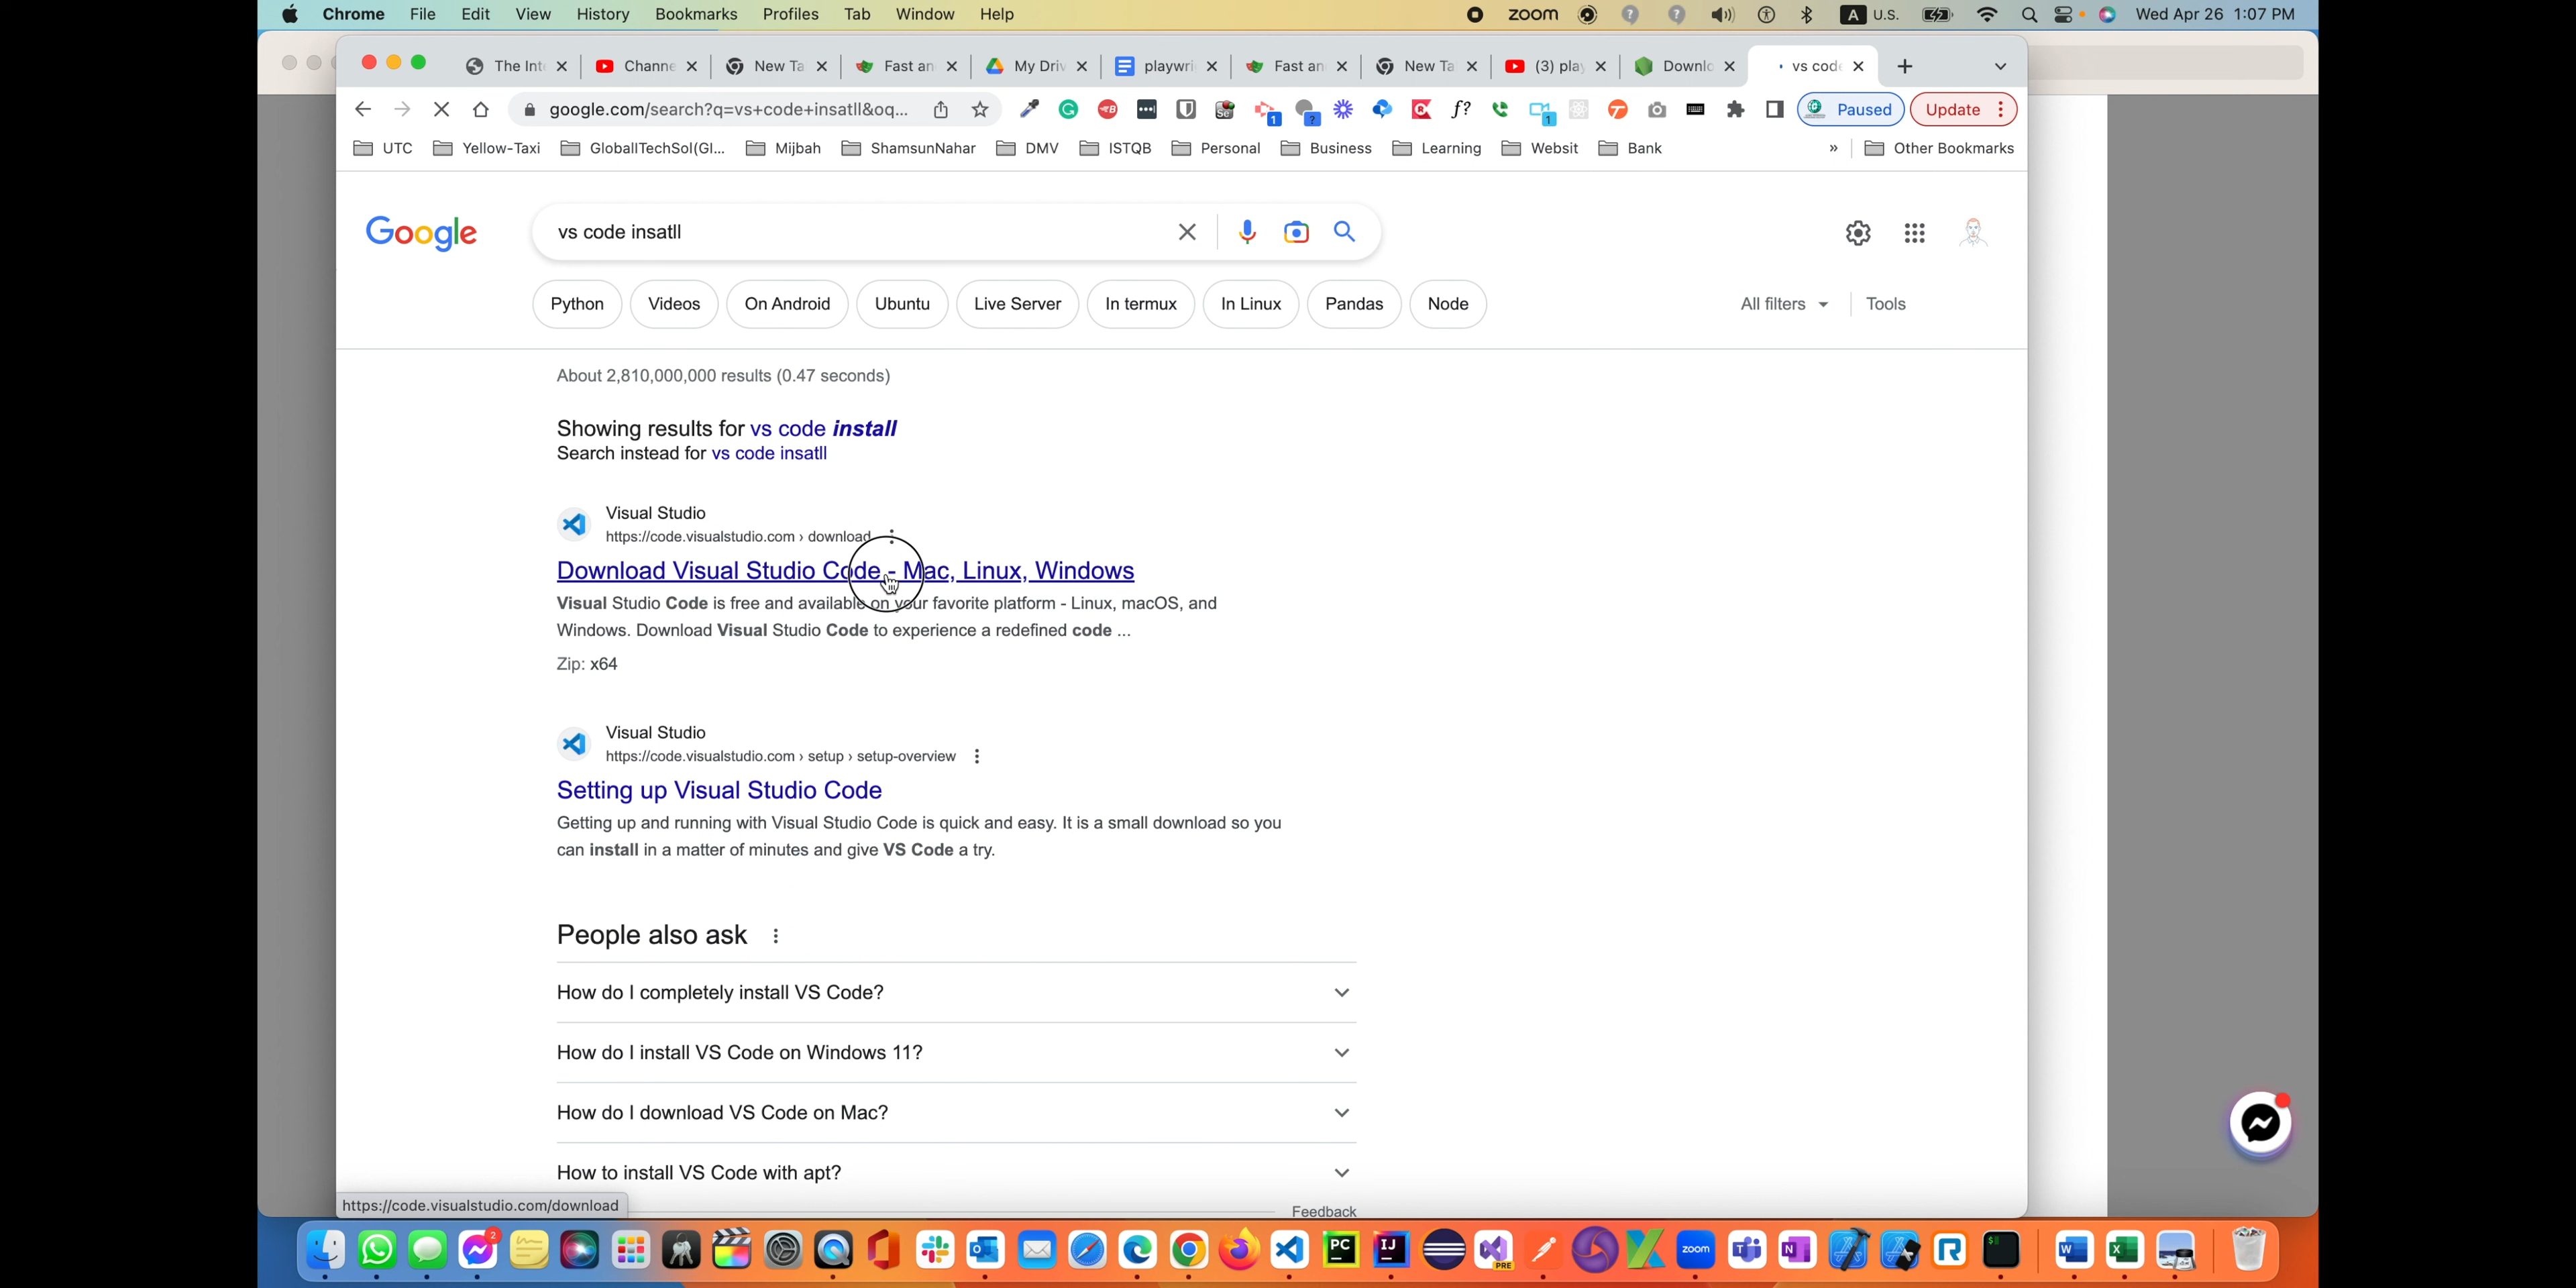 Chrome File Edit View History Bookmarks Profiles Tab Window Help
zoom A U.S. Wed Apr 26 1:07 PM
The Int Channe New Ta Fast an My Driv playwri Fast an New Ta (3) play Downlo vs code
google.com/search?q=vs+code+insatll&oq... Paused Update
UTC Yellow-Taxi GloballTechSol(Gl... Mijbah ShamsunNahar DMV ISTQB Personal Business Learning Websit Bank » Other Bookmarks
Google
vs code insatll
Python Videos On Android Ubuntu Live Server In termux In Linux Pandas Node All filters Tools
About 2,810,000,000 results (0.47 seconds)
Showing results for vs code install
Search instead for vs code insatll
Visual Studio
https://code.visualstudio.com › download
Download Visual Studio Code - Mac, Linux, Windows
Visual Studio Code is free and available on your favorite platform - Linux, macOS, and
Windows. Download Visual Studio Code to experience a redefined code ...
Zip: x64
Visual Studio
https://code.visualstudio.com › setup › setup-overview
Setting up Visual Studio Code
Getting up and running with Visual Studio Code is quick and easy. It is a small download so you
can install in a matter of minutes and give VS Code a try.
People also ask
How do I completely install VS Code?
How do I install VS Code on Windows 11?
How do I download VS Code on Mac?
How to install VS Code with apt?
https://code.visualstudio.com/download
Feedback